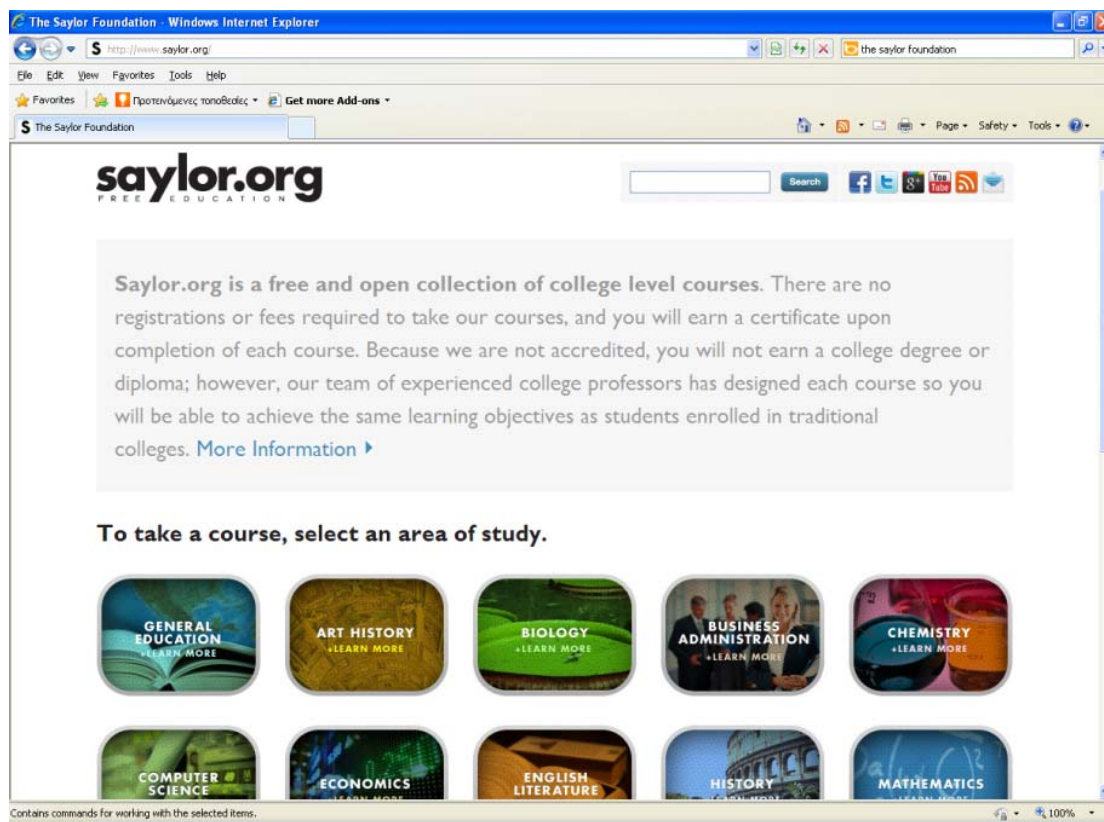 The Saylor Foundation - Windows Internet Explorer
S http://www.saylor.org/
the saylor foundation
File Edit View Favorites Tools Help
Favorites Προτεινόμενες τοποθεσίες Get more Add-ons
S The Saylor Foundation
Page Safety Tools
saylor.org
FREE EDUCATION
Search
f t g+ You Tube
Saylor.org is a free and open collection of college level courses. There are no
registrations or fees required to take our courses, and you will earn a certificate upon
completion of each course. Because we are not accredited, you will not earn a college degree or
diploma; however, our team of experienced college professors has designed each course so you
will be able to achieve the same learning objectives as students enrolled in traditional
colleges. More Information
To take a course, select an area of study.
GENERAL
EDUCATION
+LEARN MORE
ART HISTORY
+LEARN MORE
BIOLOGY
+LEARN MORE
BUSINESS
ADMINISTRATION
+LEARN MORE
CHEMISTRY
+LEARN MORE
COMPUTER
SCIENCE
ECONOMICS
LEARN MORE
ENGLISH
LITERATURE
HISTORY
LEARN MORE
MATHEMATICS
+LEARN MORE
Contains commands for working with the selected items.
100%